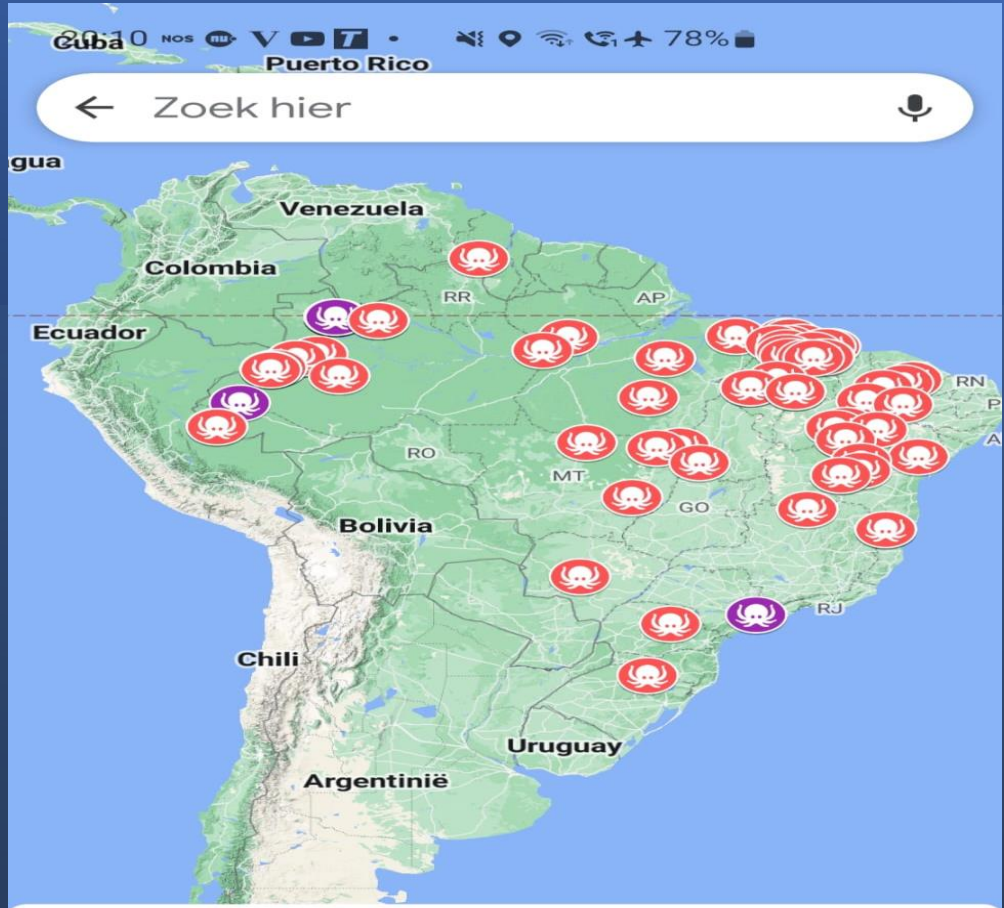 Cuba
NOS
78%
Puerto Rico
Zoek hier
gua
Venezuela
Colombia
RR
AP
Ecuador
RN
P
A
RO
MT
GO
Bolivia
RJ
Chili
Uruguay
Argentinië